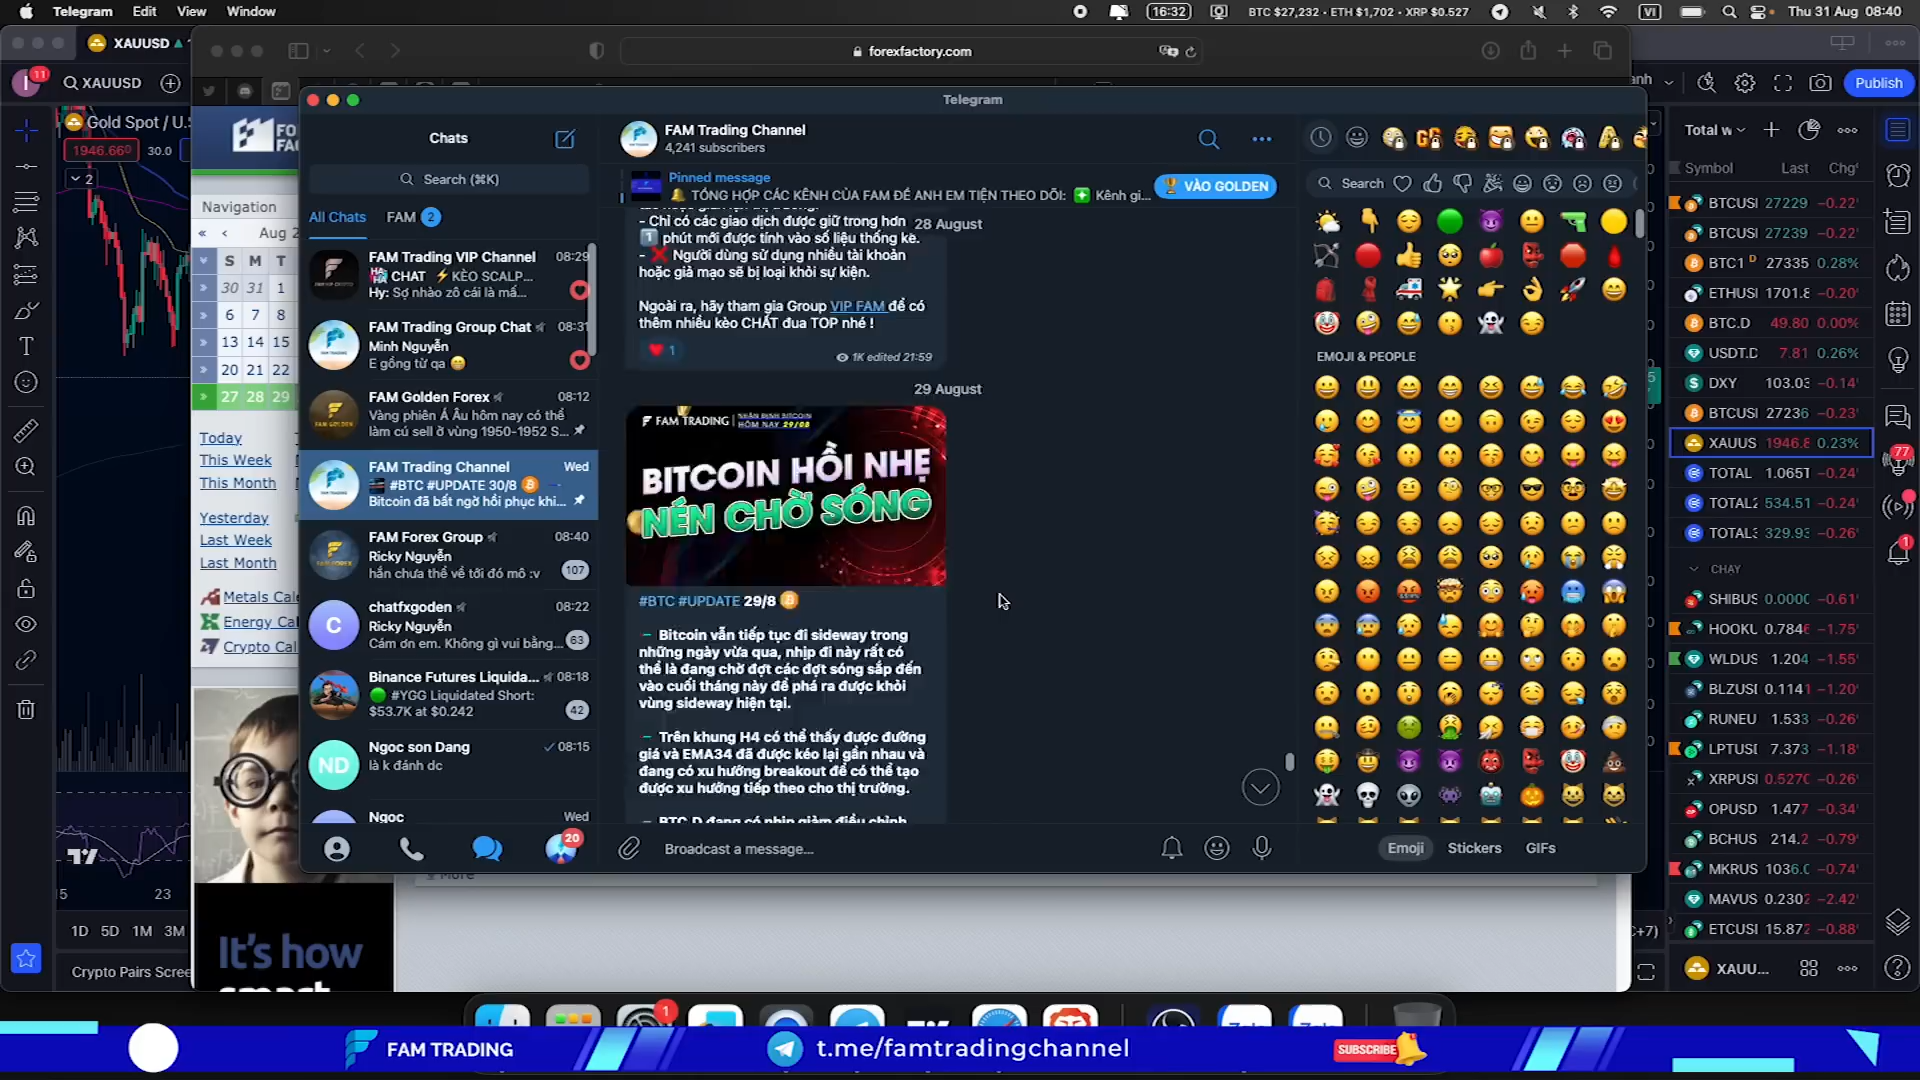 Telegram Edit View Window
16:32
BTC $27,232 • ETH $1,702 • XRP $0.527
VI
Thu 31 Aug 08:40
XAUUSD
forexfactory.com
11
XAUUSD
Publish
Gold Spot / U.S
1946.660
30.0
2
Navigation
Aug 2
S M T
30 31 1
6 7 8
13 14 15
20 21 22
27 28 29
Today
This Week
This Month
Yesterday
Last Week
Last Month
Metals Cal
Energy Cal
Crypto Cal
It's how
15
23
1D 5D 1M 3M
Crypto Pairs Scree
Telegram
Chats
Search (⌘K)
All Chats
FAM 2
FAM Trading VIP Channel 08:29
CHAT ⚡KÈO SCALP...
Hy: Sợ nhào zô cái là mấ...
FAM Trading Group Chat 08:31
Minh Nguyễn
E gồng từ qa
FAM Golden Forex 08:12
Vàng phiên Á Âu hôm nay có thể
làm cú sell ở vùng 1950-1952 S...
FAM Trading Channel Wed
#BTC #UPDATE 30/8
Bitcoin đã bất ngờ hồi phục khi...
FAM Forex Group 08:40
Ricky Nguyễn
hắn chưa thể về tới đó mô :v 107
chatfxgoden 08:22
C
Ricky Nguyễn
Cám ơn em. Không gì vui bằng... 63
Binance Futures Liquida... 08:18
#YGG Liquidated Short:
$53.7K at $0.242 42
ND
Ngoc son Dang 08:15
là k đánh dc
Ngoc Wed
20
More
FAM Trading Channel
4,241 subscribers
Pinned message
🔔 TỔNG HỢP CÁC KÊNH CỦA FAM ĐỂ ANH EM TIỆN THEO DÕI: Kênh gi...
🏆 VÀO GOLDEN
28 August
- Chỉ có các giao dịch được giữ trong hơn
1 phút mới được tính vào số liệu thống kê.
- ❌ Người dùng sử dụng nhiều tài khoản
hoặc giả mạo sẽ bị loại khỏi sự kiện.
Ngoài ra, hãy tham gia Group VIP FAM để có
thêm nhiều kèo CHẤT đua TOP nhé !
❤ 1
1K edited 21:59
29 August
FAM TRADING
NHẬN ĐỊNH BITCOIN
HÔM NAY 29/08
BITCOIN HỒI NHẸ
NÉN CHỜ SÓNG
#BTC #UPDATE 29/8
– Bitcoin vẫn tiếp tục đi sideway trong
những ngày vừa qua, nhịp đi này rất có
thể là đang chờ đợt các đợt sóng sắp đến
vào cuối tháng này để phá ra được khỏi
vùng sideway hiện tại.
– Trên khung H4 có thể thấy được đường
giá và EMA34 đã được kéo lại gần nhau và
đang có xu hướng breakout để có thể tạo
được xu hướng tiếp theo cho thị trường.
– BTC.D đang có nhịp giảm điều chỉnh
Broadcast a message...
Search
EMOJI & PEOPLE
Emoji Stickers GIFs
Total w
Symbol Last Chg
BTCUSI 27229 −0.22
BTCUSI 27239 −0.22
BTC1 D 27335 0.28%
ETHUSI 1701.8 −0.20
BTC.D 49.80 0.00%
USDT.D 7.81 0.26%
DXY 103.03 −0.14
BTCUSI 27236 −0.23
XAUUS 1946.8 0.23%
TOTAL 1.065T −0.24
TOTAL2 534.51 −0.24
TOTAL3 329.93 −0.26
CHAY
SHIBUS 0.0000 −0.61
HOOKU 0.7846 −1.75
WLDUS 1.204 −1.55
BLZUSI 0.1141 −1.20
RUNEU 1.533 −0.26
LPTUSI 7.373 −1.18
XRPUSI 0.5270 −0.26
OPUSD 1.477 −0.34
BCHUS 214.2 −0.79
MKRUS 1036.0 −0.74
MAVUS 0.2302 −2.42
ETCUSI 15.872 −0.88
XAUU...
77
1
1
FAM TRADING
t.me/famtradingchannel
SUBSCRIBE